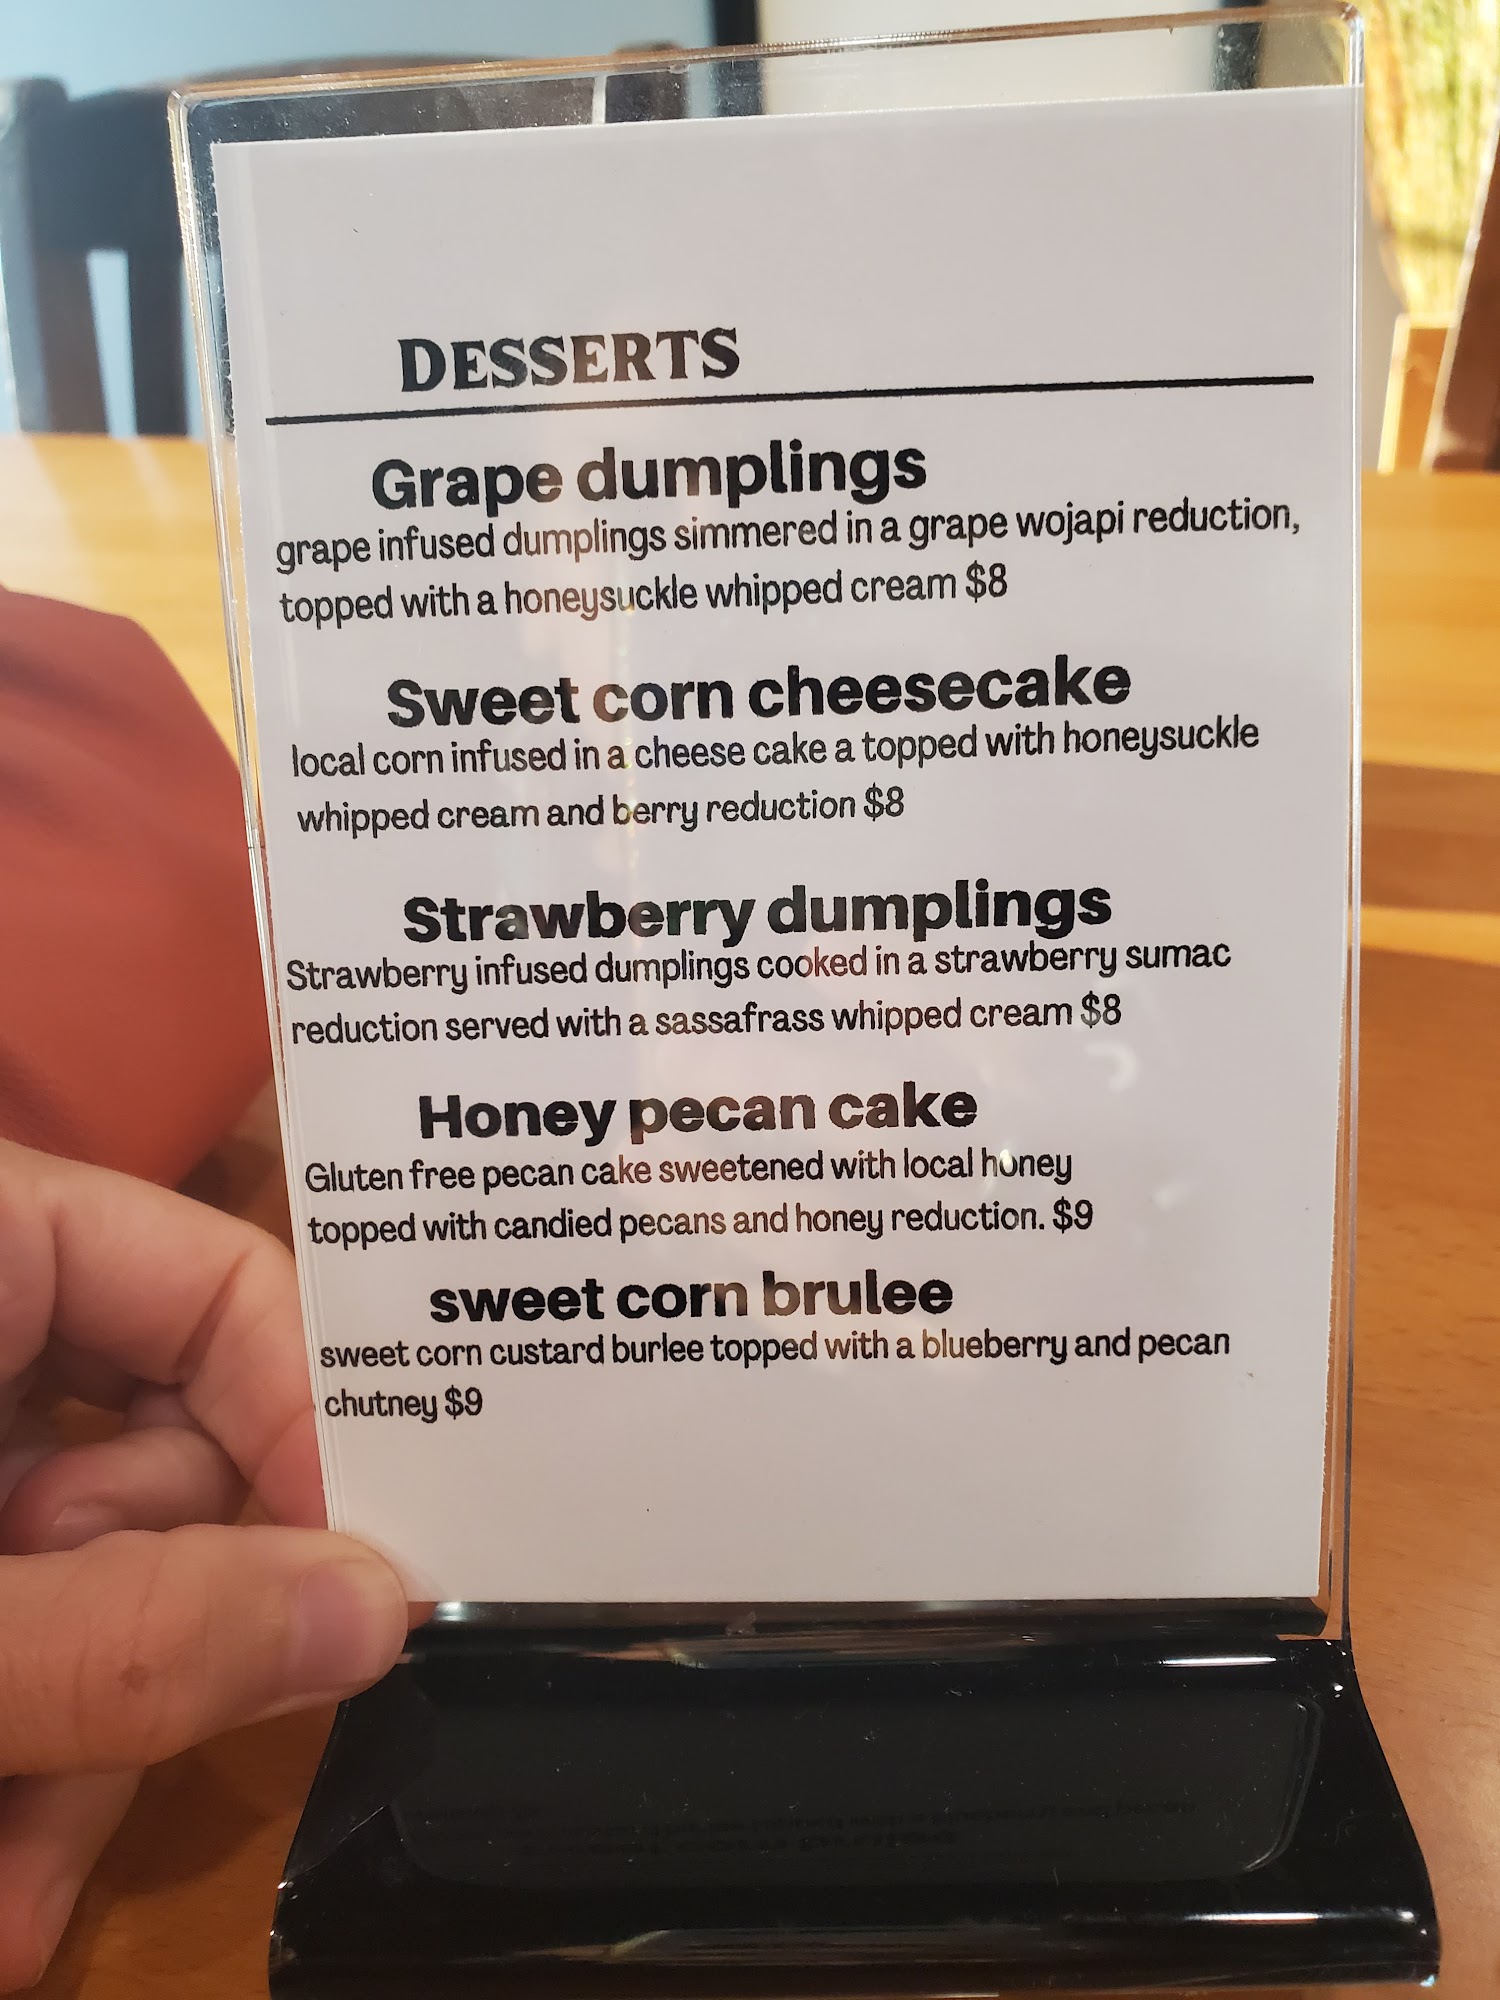 DESSERTS
Grape dumplings
grape infused dumplings simmered in a grape wojapi reduction,
topped with a honeysuckle whipped cream $8
Sweet corn cheesecake
local corn infused in a cheese cake a topped with honeysuckle
whipped cream and berry reduction $8
Strawberry dumplings
Strawberry infused dumplings cooked in a strawberry sumac
reduction served with a sassafrass whipped cream $8
Honey pecan cake
Gluten free pecan cake sweetened with local honey
topped with candied pecans and honey reduction. $9
sweet corn brulee
sweet corn custard burlee topped with a blueberry and pecan
chutney $9